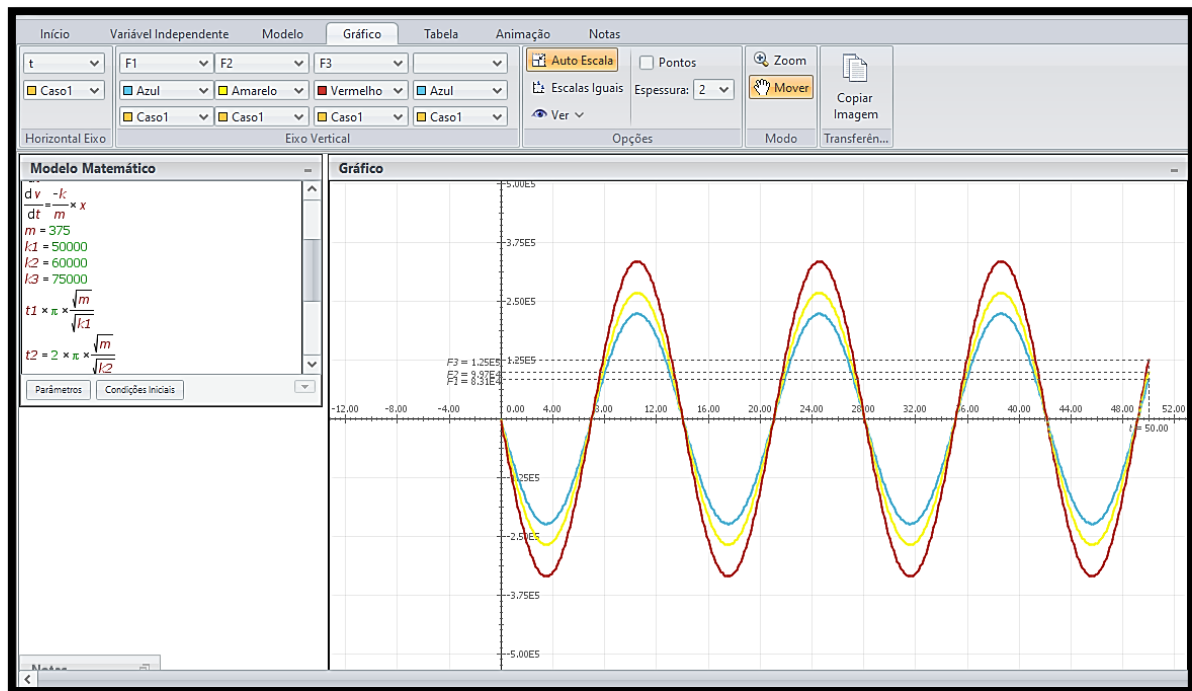 Início Variável Independente Modelo Gráfico Tabela Animação Notas
t F1 F2 F3 Auto Escala Pontos Zoom
Caso1 Azul Amarelo Vermelho Azul Escalas Iguais Espessura: 2 Mover
Caso1 Caso1 Caso1 Caso1 Ver Copiar Imagem
Horizontal Eixo Eixo Vertical Opções Modo Transferên...
Modelo Matemático
dv/dt = -k/m × x
m = 375
k1 = 50000
k2 = 60000
k3 = 75000
t1 × π × √m/√k1
t2 = 2 × π × √m/√k2
Parâmetros Condições Iniciais
Gráfico
5.00E5
3.75E5
2.50E5
1.25E5
F3 = 1.25E5
F2 = 9.97E4
F1 = 8.31E4
-12.00 -8.00 -4.00 0.00 4.00 8.00 12.00 16.00 20.00 24.00 28.00 32.00 36.00 40.00 44.00 48.00 52.00
t = 50.00
-1.25E5
-2.50E5
-3.75E5
-5.00E5
Notas